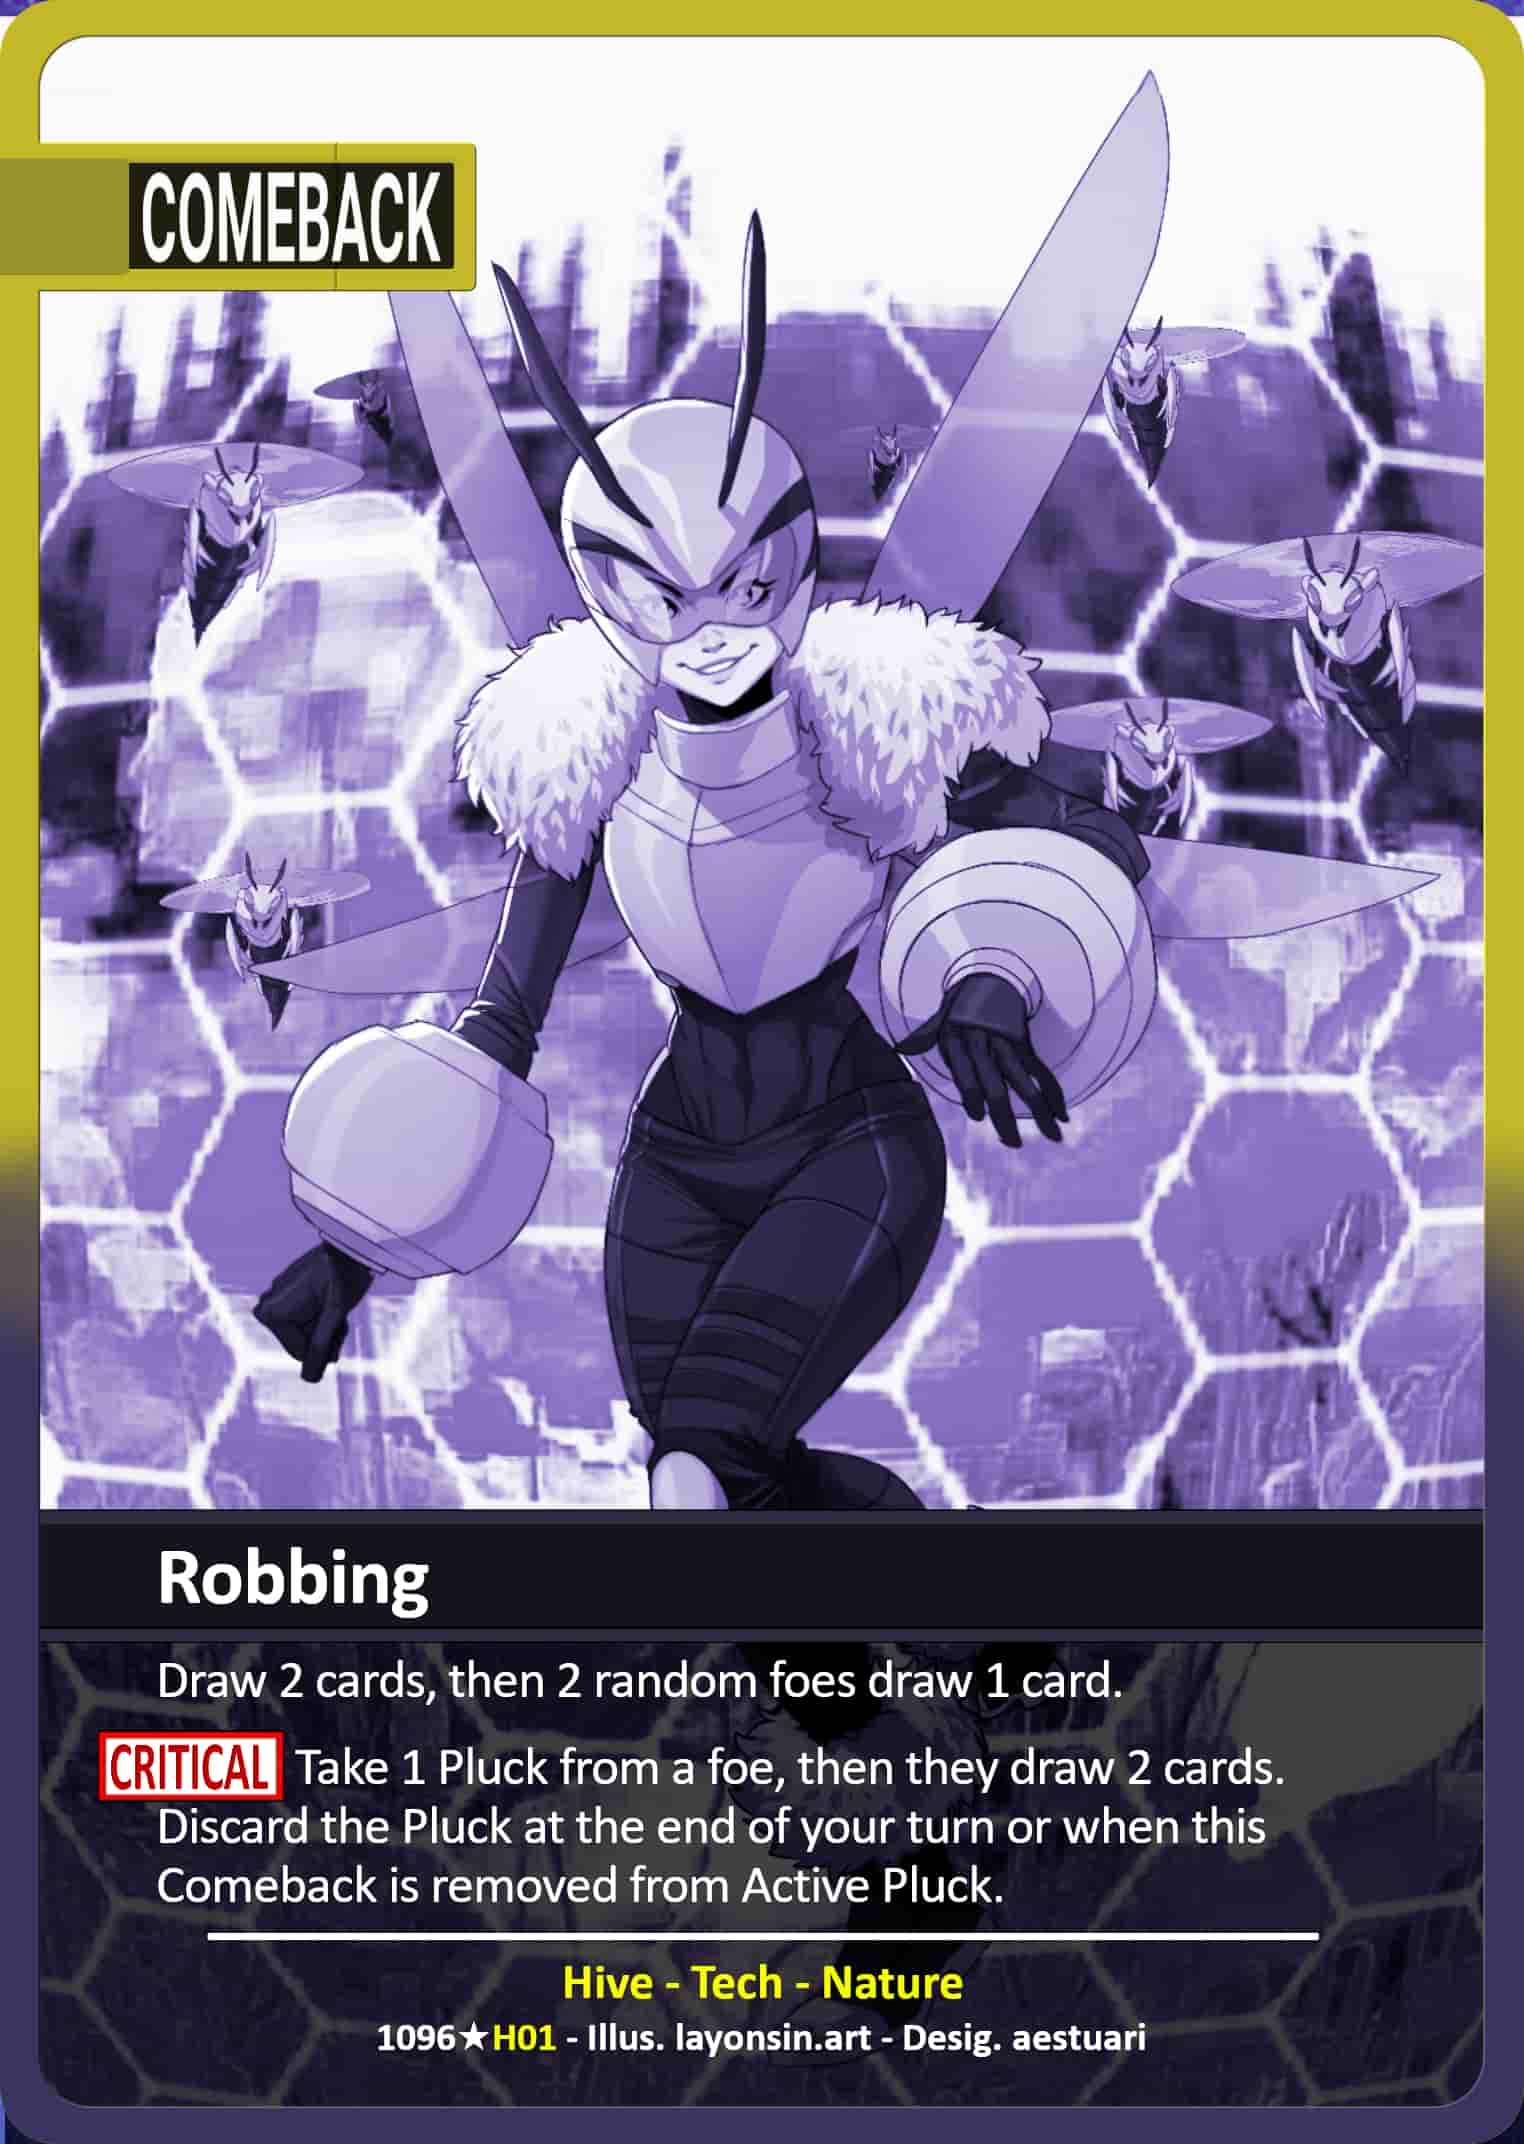 COMEBACK
Robbing
Draw 2 cards, then 2 random foes draw 1 card.
CRITICAL Take 1 Pluck from a foe, then they draw 2 cards.
Discard the Pluck at the end of your turn or when this
Comeback is removed from Active Pluck.
Hive - Tech - Nature
1096★H01 - Illus. layonsin.art - Desig. aestuari